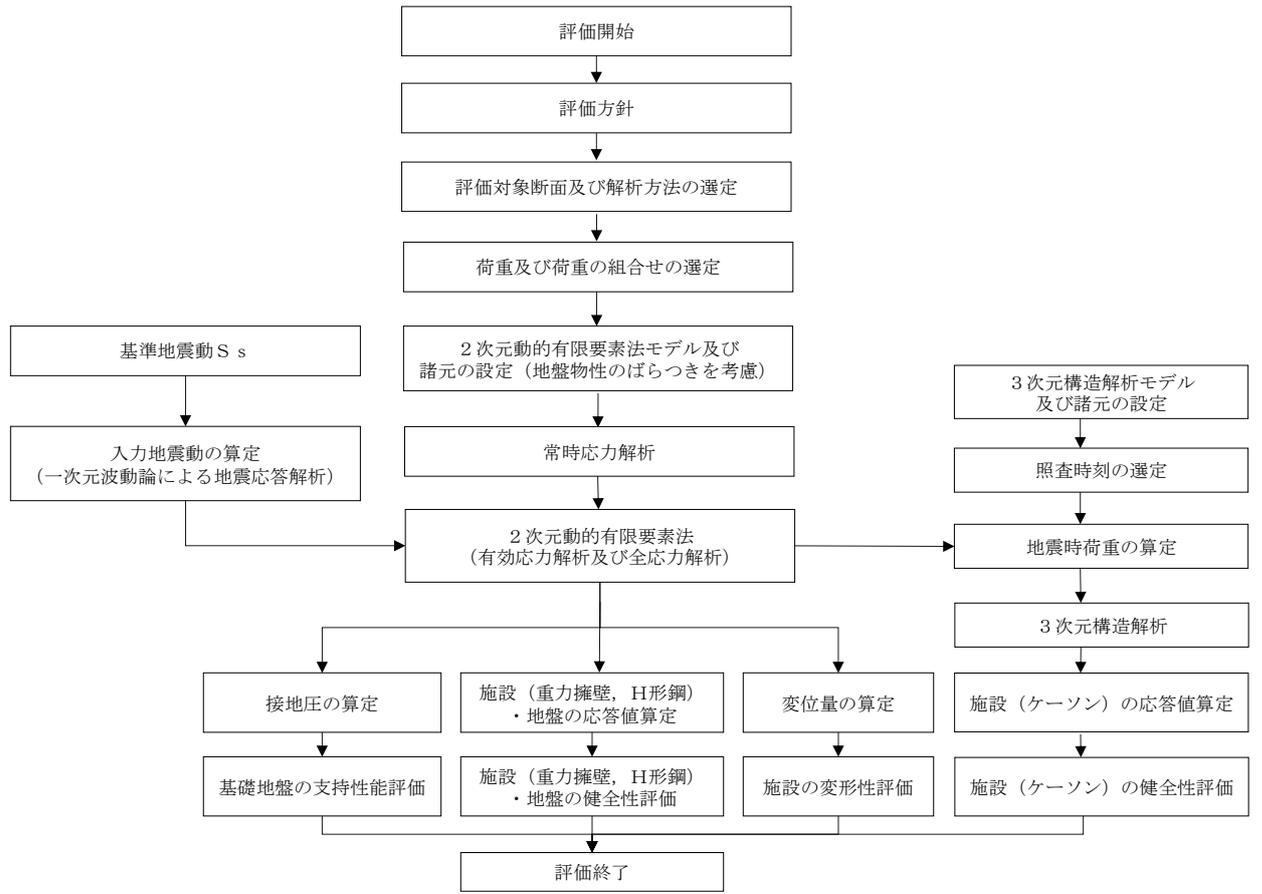 評価開始
評価方針
評価対象断面及び解析方法の選定
荷重及び荷重の組合せの選定
基準地震動Ｓｓ
２次元動的有限要素法モデル及び
諸元の設定（地盤物性のばらつきを考慮）
３次元構造解析モデル
及び諸元の設定
入力地震動の算定
（一次元波動論による地震応答解析）
常時応力解析
照査時刻の選定
２次元動的有限要素法
（有効応力解析及び全応力解析）
地震時荷重の算定
３次元構造解析
接地圧の算定
施設（重力擁壁，Ｈ形鋼）
・地盤の応答値算定
変位量の算定
施設（ケーソン）の応答値算定
基礎地盤の支持性能評価
施設（重力擁壁，Ｈ形鋼）
・地盤の健全性評価
施設の変形性評価
施設（ケーソン）の健全性評価
評価終了